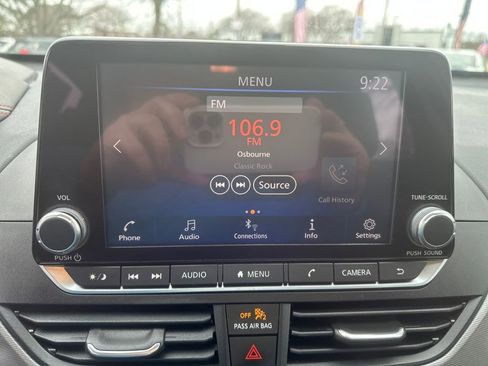 MENU 9:22
FM
106.9
FM
Osbourne
Classic Rock
Source
Call History
VOL
TUNE•SCROLL
Phone Audio Connections Info Settings
PUSH
PUSH SOUND
AUDIO MENU CAMERA
OFF
PASS AIR BAG